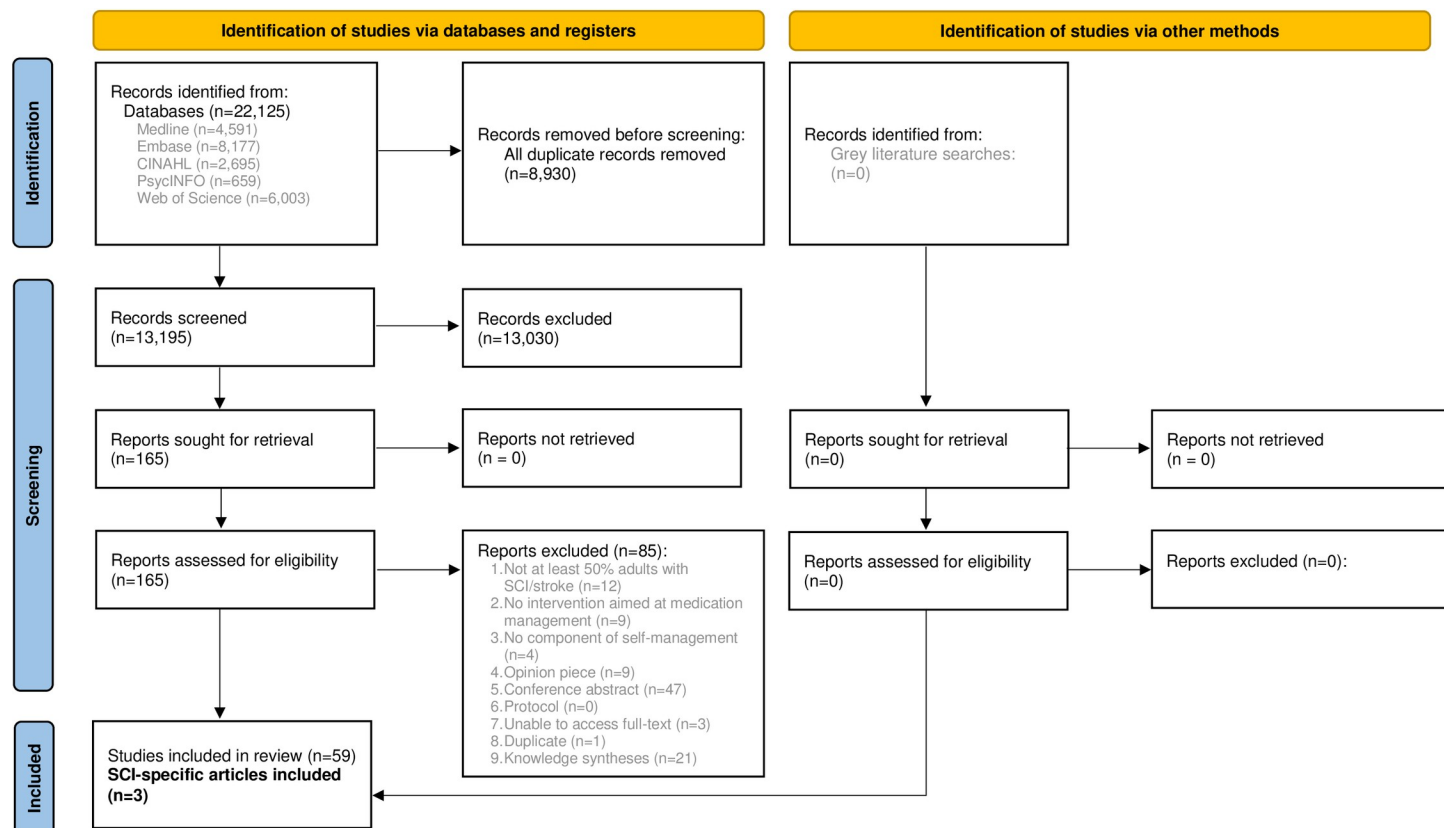 Identification of studies via databases and registers
Identification of studies via other methods
Identification
Records identified from:
Databases (n=22,125)
Medline (n=4,591)
Embase (n=8,177)
CINAHL (n=2,695)
PsycINFO (n=659)
Web of Science (n=6,003)
Records removed before screening:
All duplicate records removed
(n=8,930)
Records identified from:
Grey literature searches:
(n=0)
Screening
Records screened
(n=13,195)
Records excluded
(n=13,030)
Reports sought for retrieval
(n=165)
Reports not retrieved
(n = 0)
Reports sought for retrieval
(n=0)
Reports not retrieved
(n = 0)
Reports assessed for eligibility
(n=165)
Reports excluded (n=85):
1.Not at least 50% adults with
SCI/stroke (n=12)
2.No intervention aimed at medication
management (n=9)
3.No component of self-management
(n=4)
4.Opinion piece (n=9)
5.Conference abstract (n=47)
6.Protocol (n=0)
7.Unable to access full-text (n=3)
8.Duplicate (n=1)
9.Knowledge syntheses (n=21)
Reports assessed for eligibility
(n=0)
Reports excluded (n=0):
Included
Studies included in review (n=59)
SCI-specific articles included
(n=3)